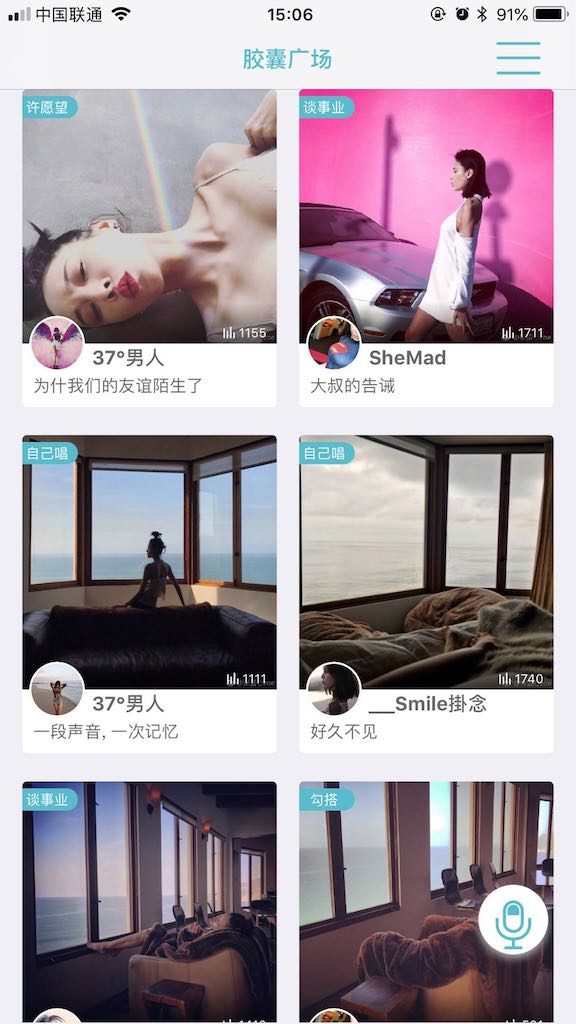 中国联通
15:06
91%
胶囊广场
许愿望
谈事业
1155
1711
37°男人
SheMad
为什我们的友谊陌生了
大叔的告诫
自己唱
自己唱
1111
1740
37°男人
__Smile掛念
一段声音, 一次记忆
好久不见
谈事业
勾搭